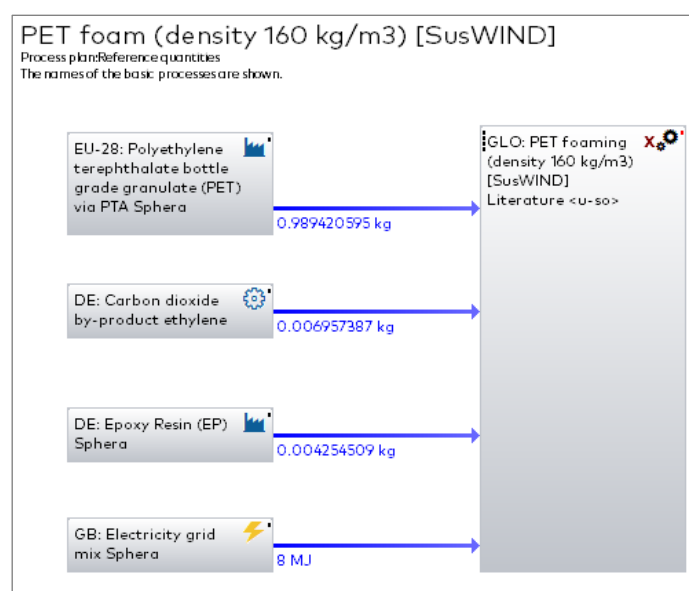 PET foam (density 160 kg/m3) [SusWIND]
Process plan:Reference quantities
The names of the basic processes are shown.
EU-28: Polyethylene
terephthalate bottle
grade granulate (PET)
via PTA Sphera
0.989420595 kg
GLO: PET foaming
(density 160 kg/m3)
[SusWIND]
Literature <u-so>
X
DE: Carbon dioxide
by-product ethylene
0.006957387 kg
DE: Epoxy Resin (EP)
Sphera
0.004254509 kg
GB: Electricity grid
mix Sphera
8 MJ